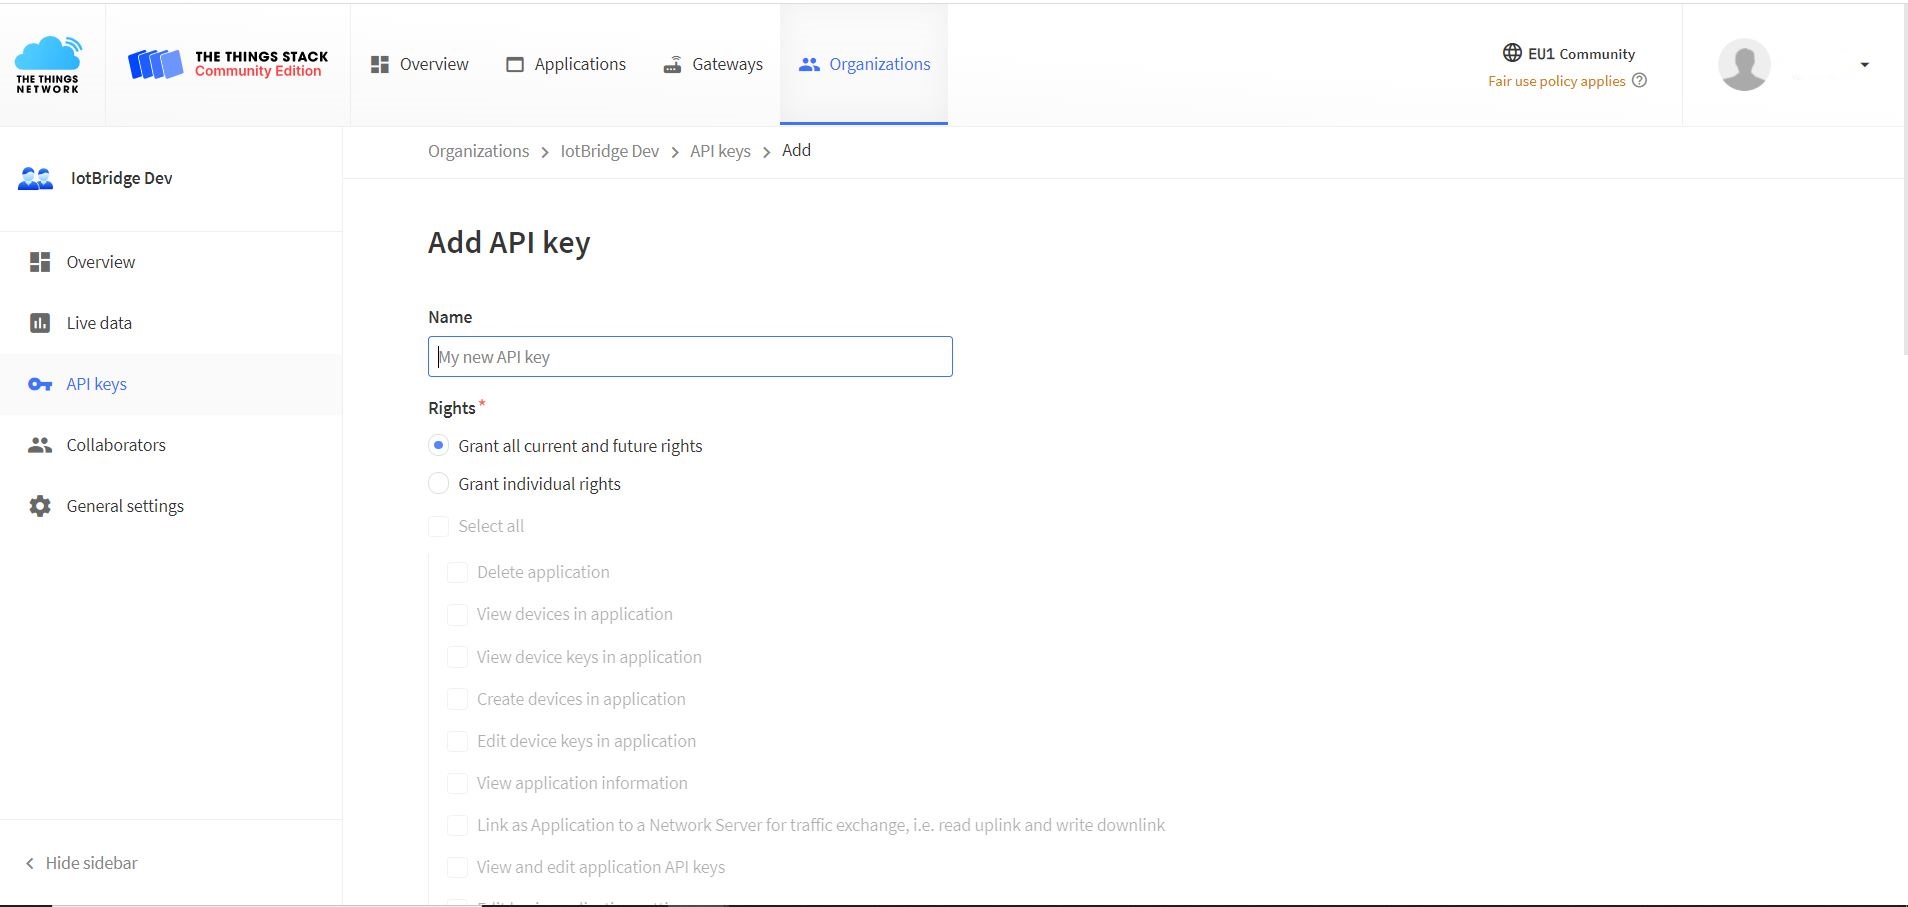 THE THINGS
NETWORK
THE THINGS STACK
Community Edition
Overview
Applications
Gateways
Organizations
EU1 Community
Fair use policy applies
IotBridge Dev
Overview
Live data
API keys
Collaborators
General settings
Hide sidebar
Organizations > IotBridge Dev > API keys > Add
Add API key
Name
My new API key
Rights *
Grant all current and future rights
Grant individual rights
Select all
Delete application
View devices in application
View device keys in application
Create devices in application
Edit device keys in application
View application information
Link as Application to a Network Server for traffic exchange, i.e. read uplink and write downlink
View and edit application API keys